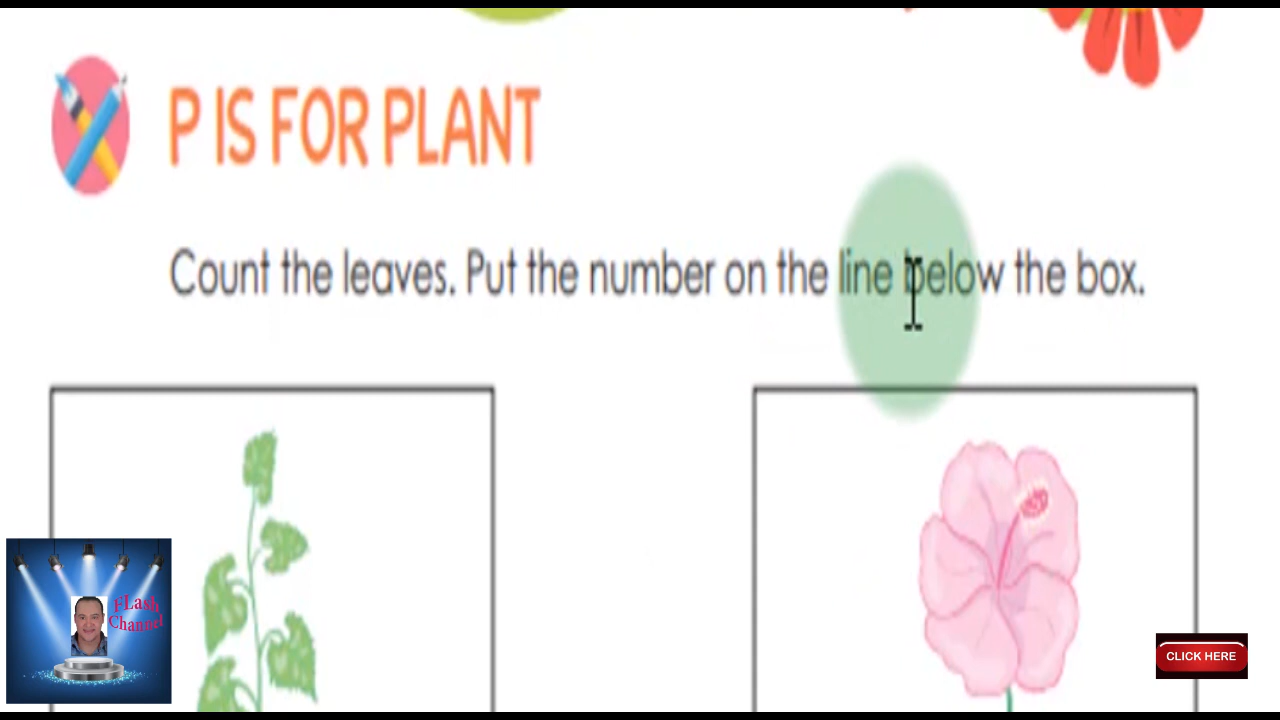 P IS FOR PLANT
Count the leaves. Put the number on the line below the box.
FLash
Channel
CLICK HERE